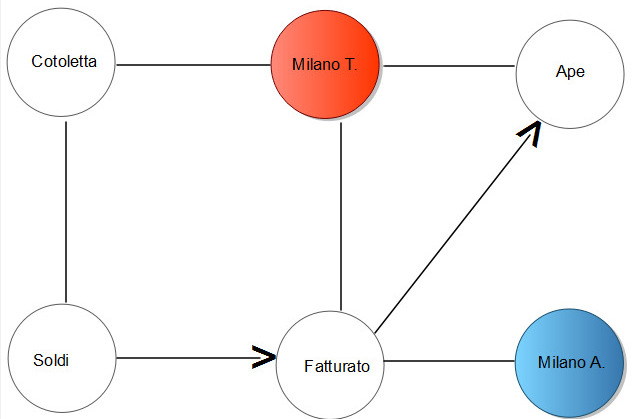 Cotoletta
Milano T.
Ape
Soldi
Fatturato
Milano A.